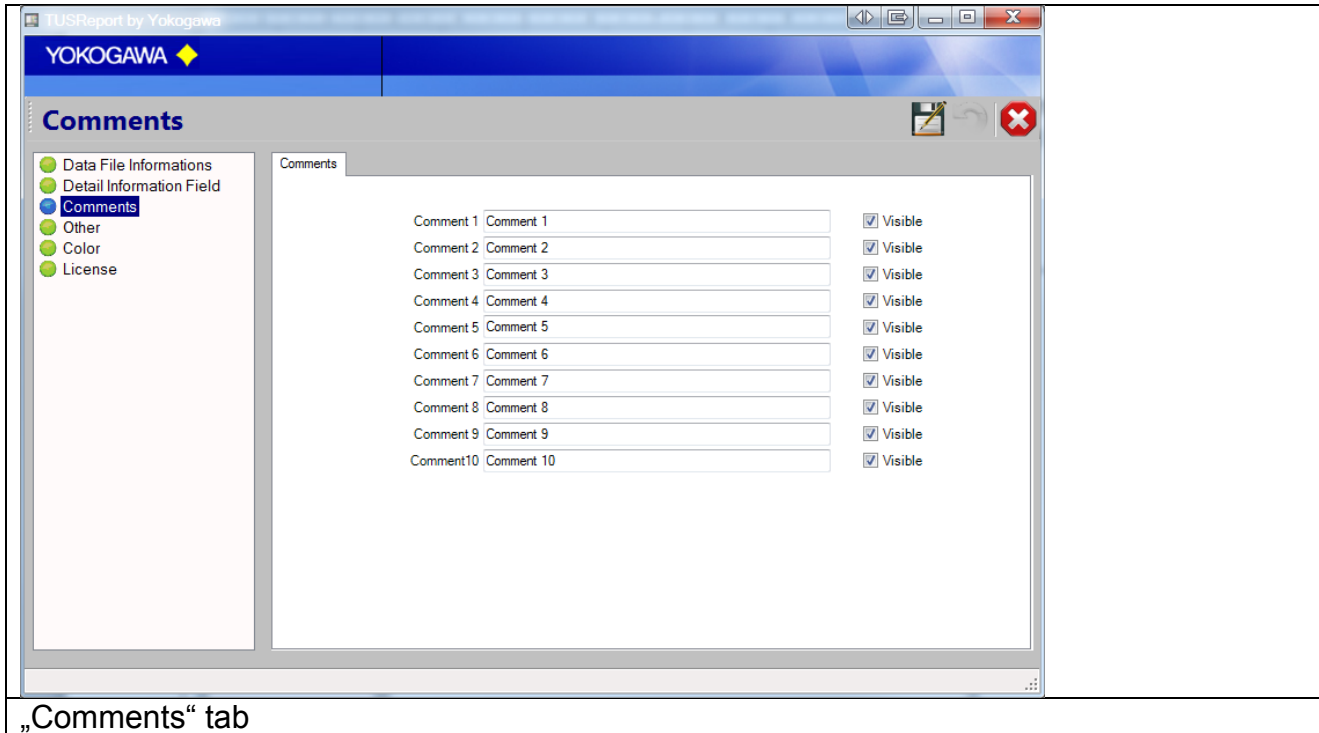 TUSReport by Yokogawa
YOKOGAWA
Comments
Data File Informations
Detail Information Field
Comments
Other
Color
License
Comments
Comment 1 Comment 1 Visible
Comment 2 Comment 2 Visible
Comment 3 Comment 3 Visible
Comment 4 Comment 4 Visible
Comment 5 Comment 5 Visible
Comment 6 Comment 6 Visible
Comment 7 Comment 7 Visible
Comment 8 Comment 8 Visible
Comment 9 Comment 9 Visible
Comment10 Comment 10 Visible
„Comments“ tab